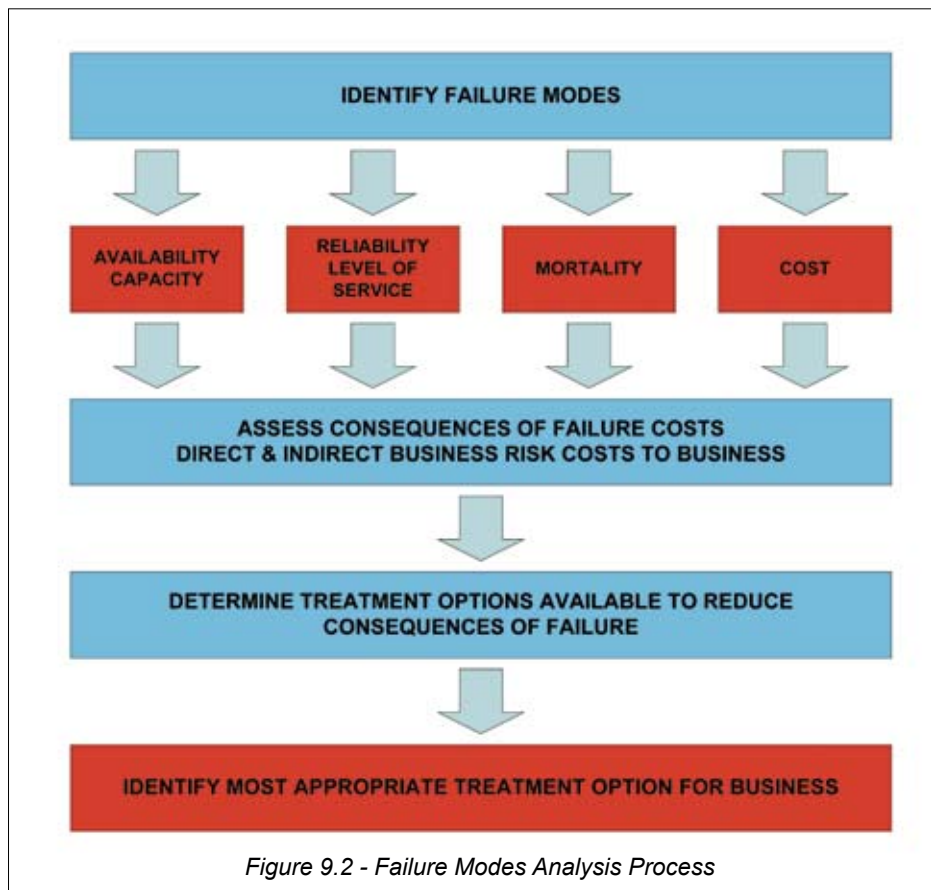 IDENTIFY FAILURE MODES
AVAILABILITY
CAPACITY
RELIABILITY
LEVEL OF
SERVICE
MORTALITY
COST
ASSESS CONSEQUENCES OF FAILURE COSTS
DIRECT & INDIRECT BUSINESS RISK COSTS TO BUSINESS
DETERMINE TREATMENT OPTIONS AVAILABLE TO REDUCE
CONSEQUENCES OF FAILURE
IDENTIFY MOST APPROPRIATE TREATMENT OPTION FOR BUSINESS
Figure 9.2 - Failure Modes Analysis Process